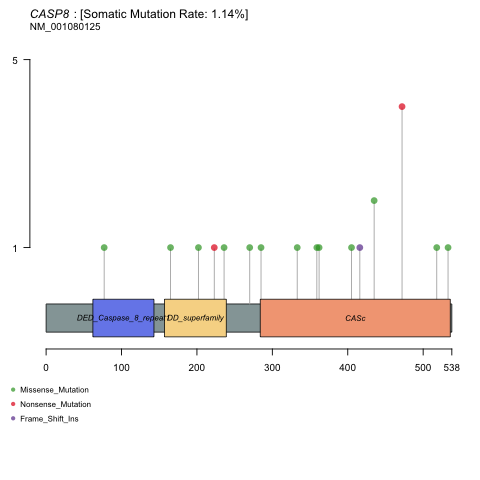 CASP8 : [Somatic Mutation Rate: 1.14%]
NM_001080125
5
1
DED_Caspase_8_repeat1
DD_superfamily
CASc
0 100 200 300 400 500 538
Missense_Mutation
Nonsense_Mutation
Frame_Shift_Ins